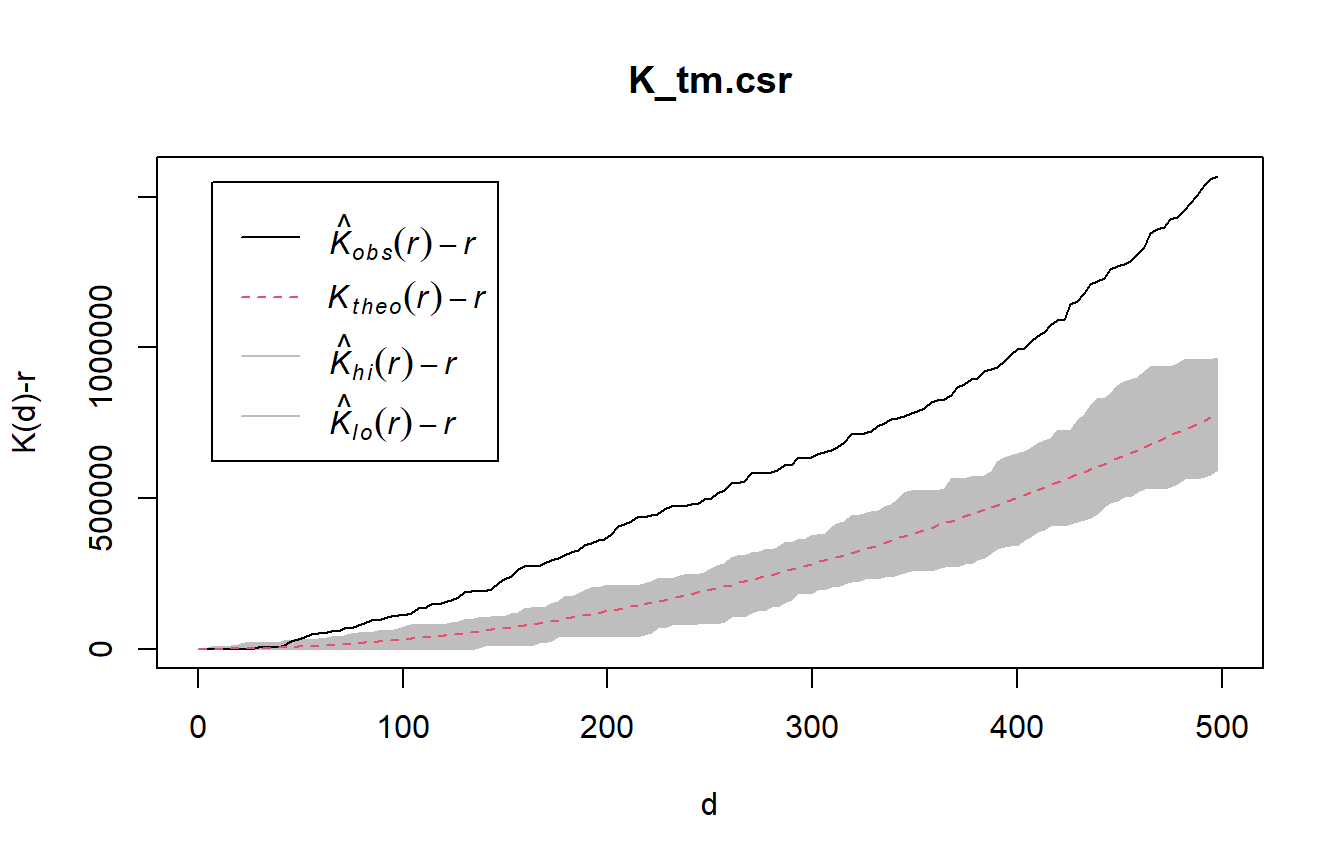 K_tm.csr
K̂obs(r) − r
Ktheo(r) − r
K̂hi(r) − r
K̂lo(r) − r
K(d)-r
1000000
500000
0
0 100 200 300 400 500
d